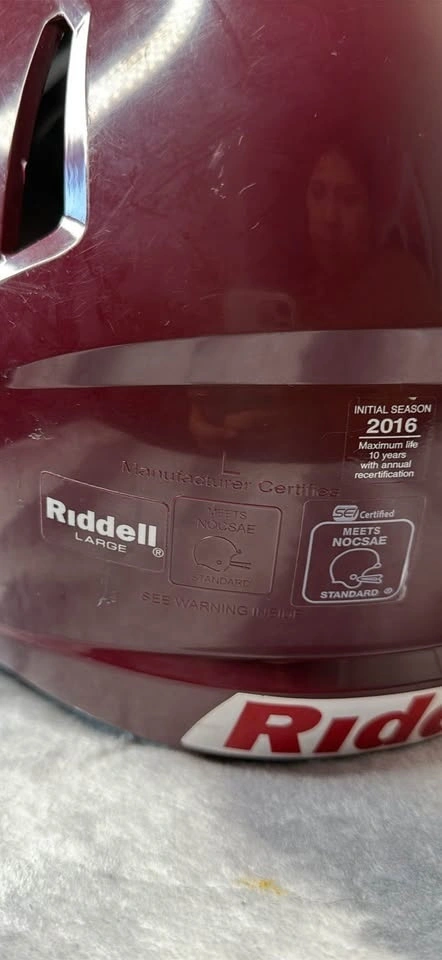 INITIAL SEASON
2016
Maximum life
10 years
with annual
recertification
L
Manufacturer Certifies
Riddell
LARGE
®
MEETS
NOCSAE
STANDARD
SEI Certified
MEETS
NOCSAE
STANDARD ®
SEE WARNING INSIDE
Ridd